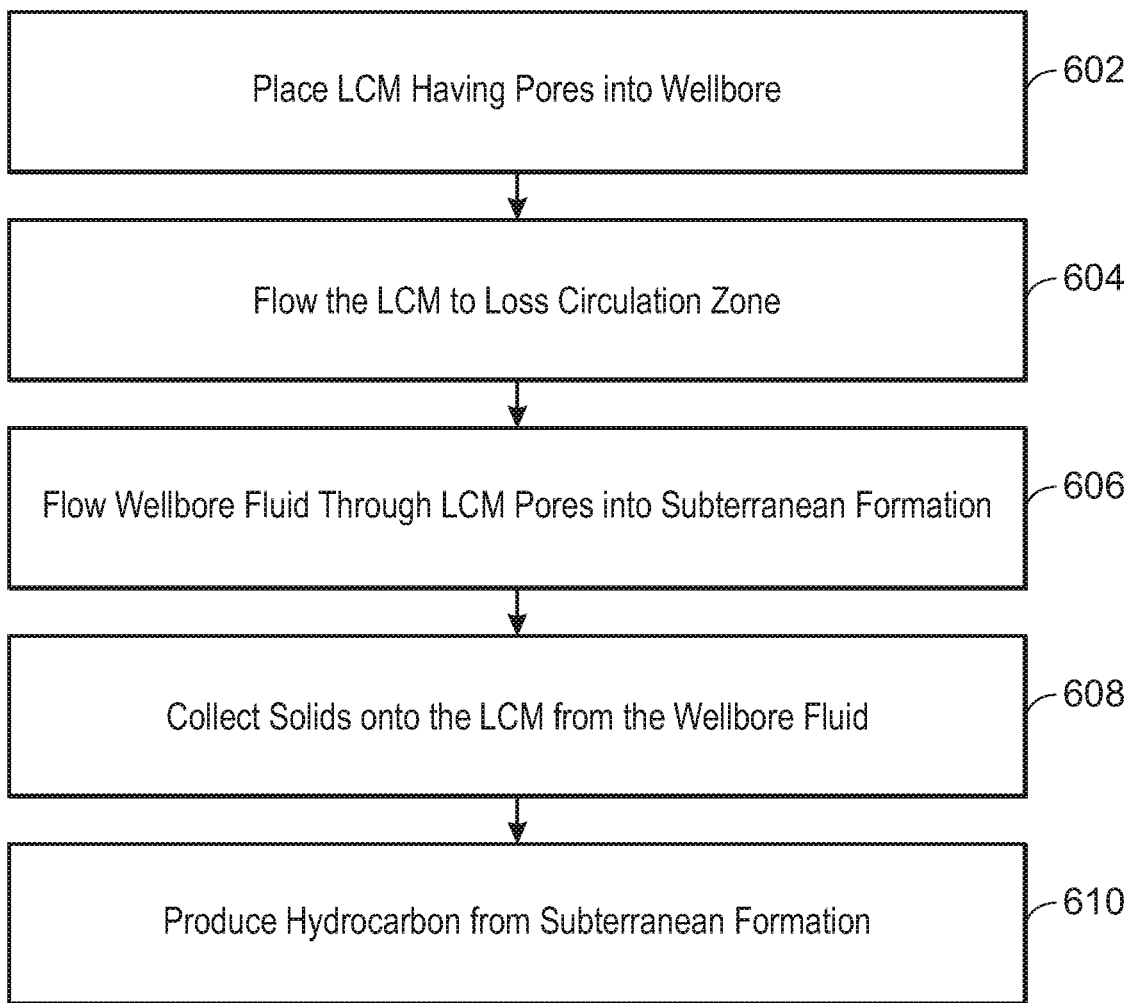 Place LCM Having Pores into Wellbore
602
Flow the LCM to Loss Circulation Zone
604
Flow Wellbore Fluid Through LCM Pores into Subterranean Formation
606
Collect Solids onto the LCM from the Wellbore Fluid
608
Produce Hydrocarbon from Subterranean Formation
610